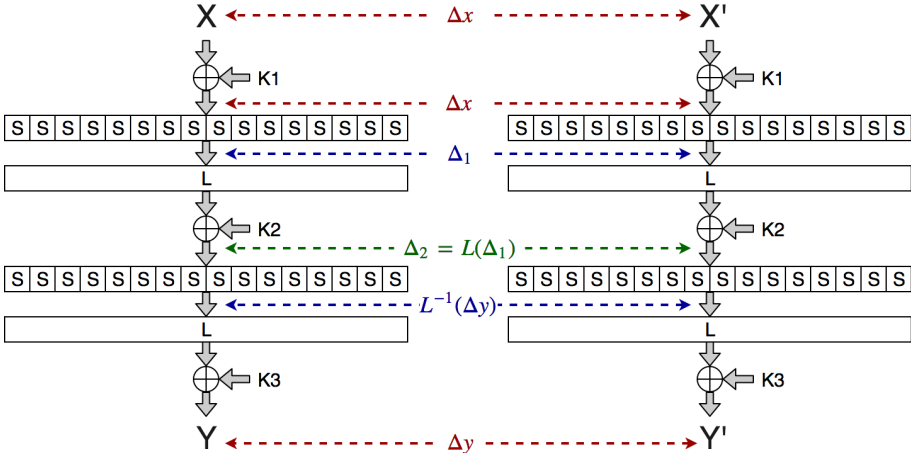 X Δx X'
K1 K1
Δx
S S S S S S S S S S S S S S S S S S S S S S S S S S S S S S S S
Δ₁
L L
K2 K2
Δ₂ = L(Δ₁)
S S S S S S S S S S S S S S S S S S S S S S S S S S S S S S S S
L⁻¹(Δy)
L L
K3 K3
Y Δy Y'